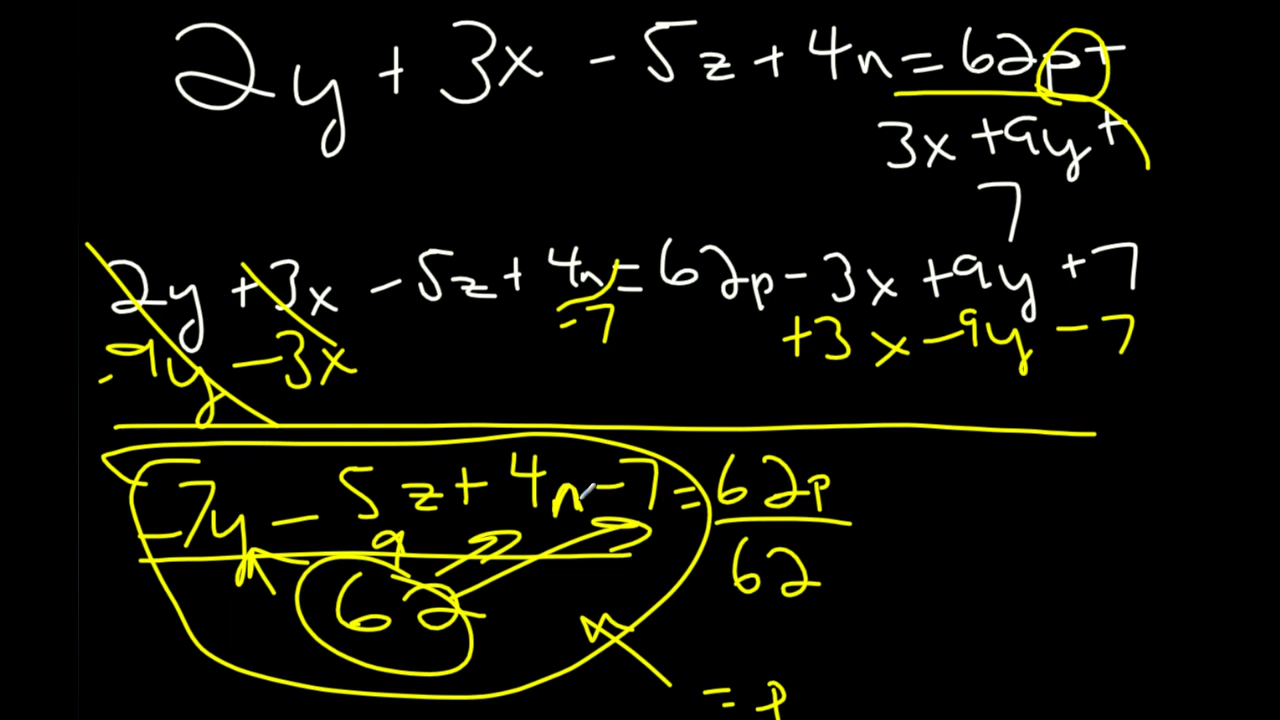 2y + 3x - 5z + 4n = 62p +
3x + 9y +
7
2y + 3x - 5z + 4n = 62p - 3x + 9y + 7
-9y - 3x = -7 + 3x - 9y - 7
-7y - 5z + 4n - 7 = 62p
62 62
= p